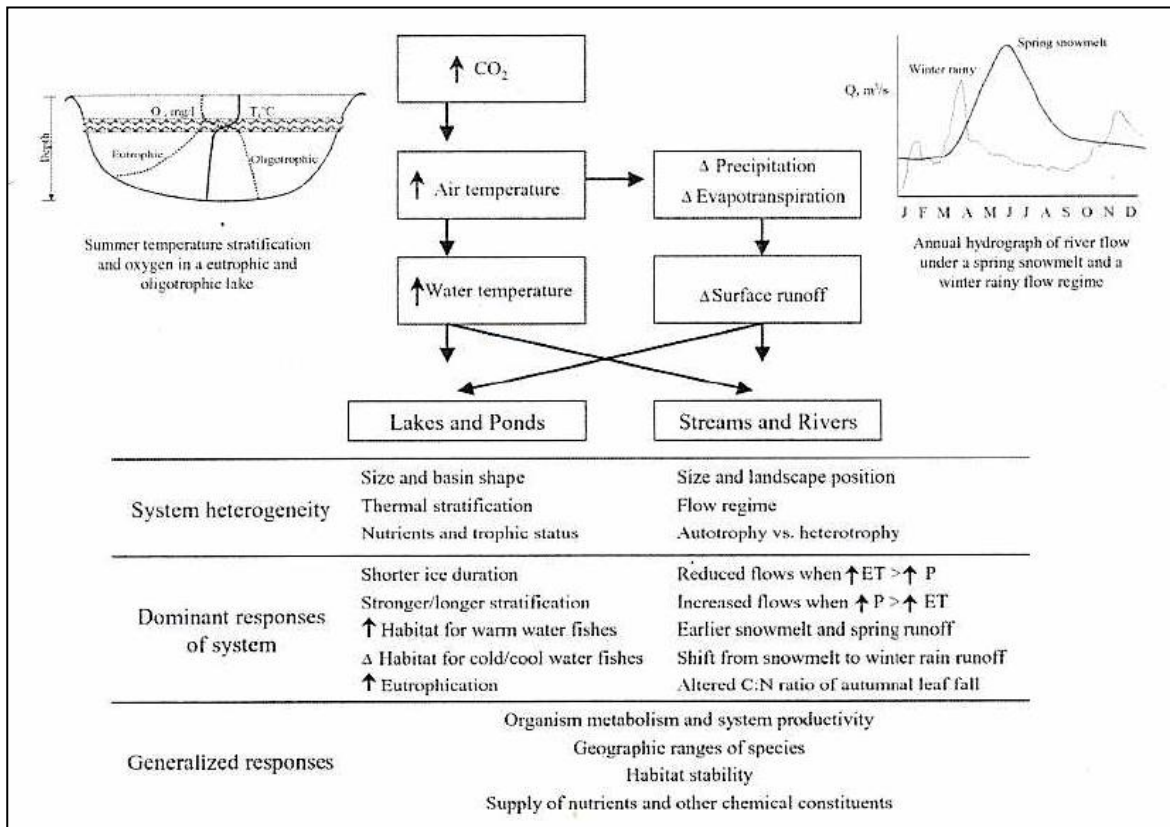 ↑ CO₂
O₂, mg/l
T, °C
Depth
Eutrophic
Oligotrophic
Summer temperature stratification
and oxygen in a eutrophic and
oligotrophic lake
↑ Air temperature
Δ Precipitation
Δ Evapotranspiration
↑ Water temperature
Δ Surface runoff
Spring snowmelt
Winter rainy
Q, m³/s
J F M A M J J A S O N D
Annual hydrograph of river flow
under a spring snowmelt and a
winter rainy flow regime
Lakes and Ponds
Streams and Rivers
System heterogeneity
Size and basin shape
Thermal stratification
Nutrients and trophic status
Size and landscape position
Flow regime
Autotrophy vs. heterotrophy
Dominant responses
of system
Shorter ice duration
Stronger/longer stratification
↑ Habitat for warm water fishes
Δ Habitat for cold/cool water fishes
↑ Eutrophication
Reduced flows when ↑ ET > ↑ P
Increased flows when ↑ P > ↑ ET
Earlier snowmelt and spring runoff
Shift from snowmelt to winter rain runoff
Altered C:N ratio of autumnal leaf fall
Generalized responses
Organism metabolism and system productivity
Geographic ranges of species
Habitat stability
Supply of nutrients and other chemical constituents